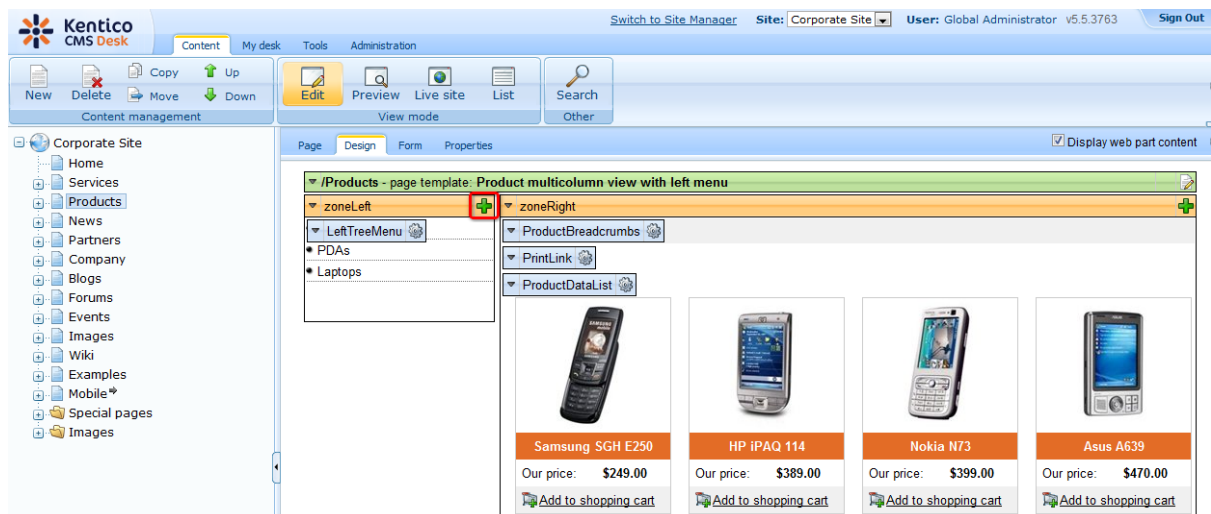 Kentico
CMS Desk
Switch to Site Manager Site: Corporate Site User: Global Administrator v5.5.3763 Sign Out
Content My desk Tools Administration
New Delete Copy Move Up Down
Content management
Edit Preview Live site List
View mode
Search
Other
Corporate Site
Home
Services
Products
News
Partners
Company
Blogs
Forums
Events
Images
Wiki
Examples
Mobile
Special pages
Images
Page Design Form Properties Display web part content
/Products - page template: Product multicolumn view with left menu
zoneLeft
LeftTreeMenu
PDAs
Laptops
zoneRight
ProductBreadcrumbs
PrintLink
ProductDataList
Samsung SGH E250 HP iPAQ 114 Nokia N73 Asus A639
Our price: $249.00 Our price: $389.00 Our price: $399.00 Our price: $470.00
Add to shopping cart Add to shopping cart Add to shopping cart Add to shopping cart